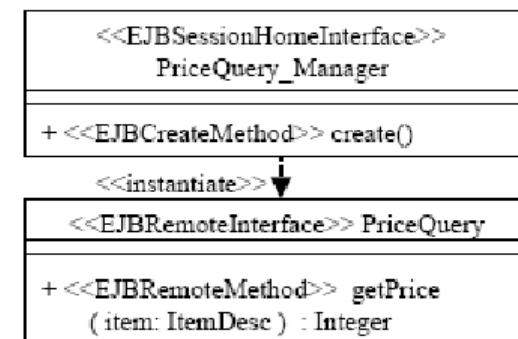 <<EJBSessionHomeInterface>>
PriceQuery_Manager
+ <<EJBCreateMethod>> create()
<<instantiate>>
<<EJBRemoteInterface>> PriceQuery
+ <<EJBRemoteMethod>> getPrice
( item: ItemDesc ) : Integer